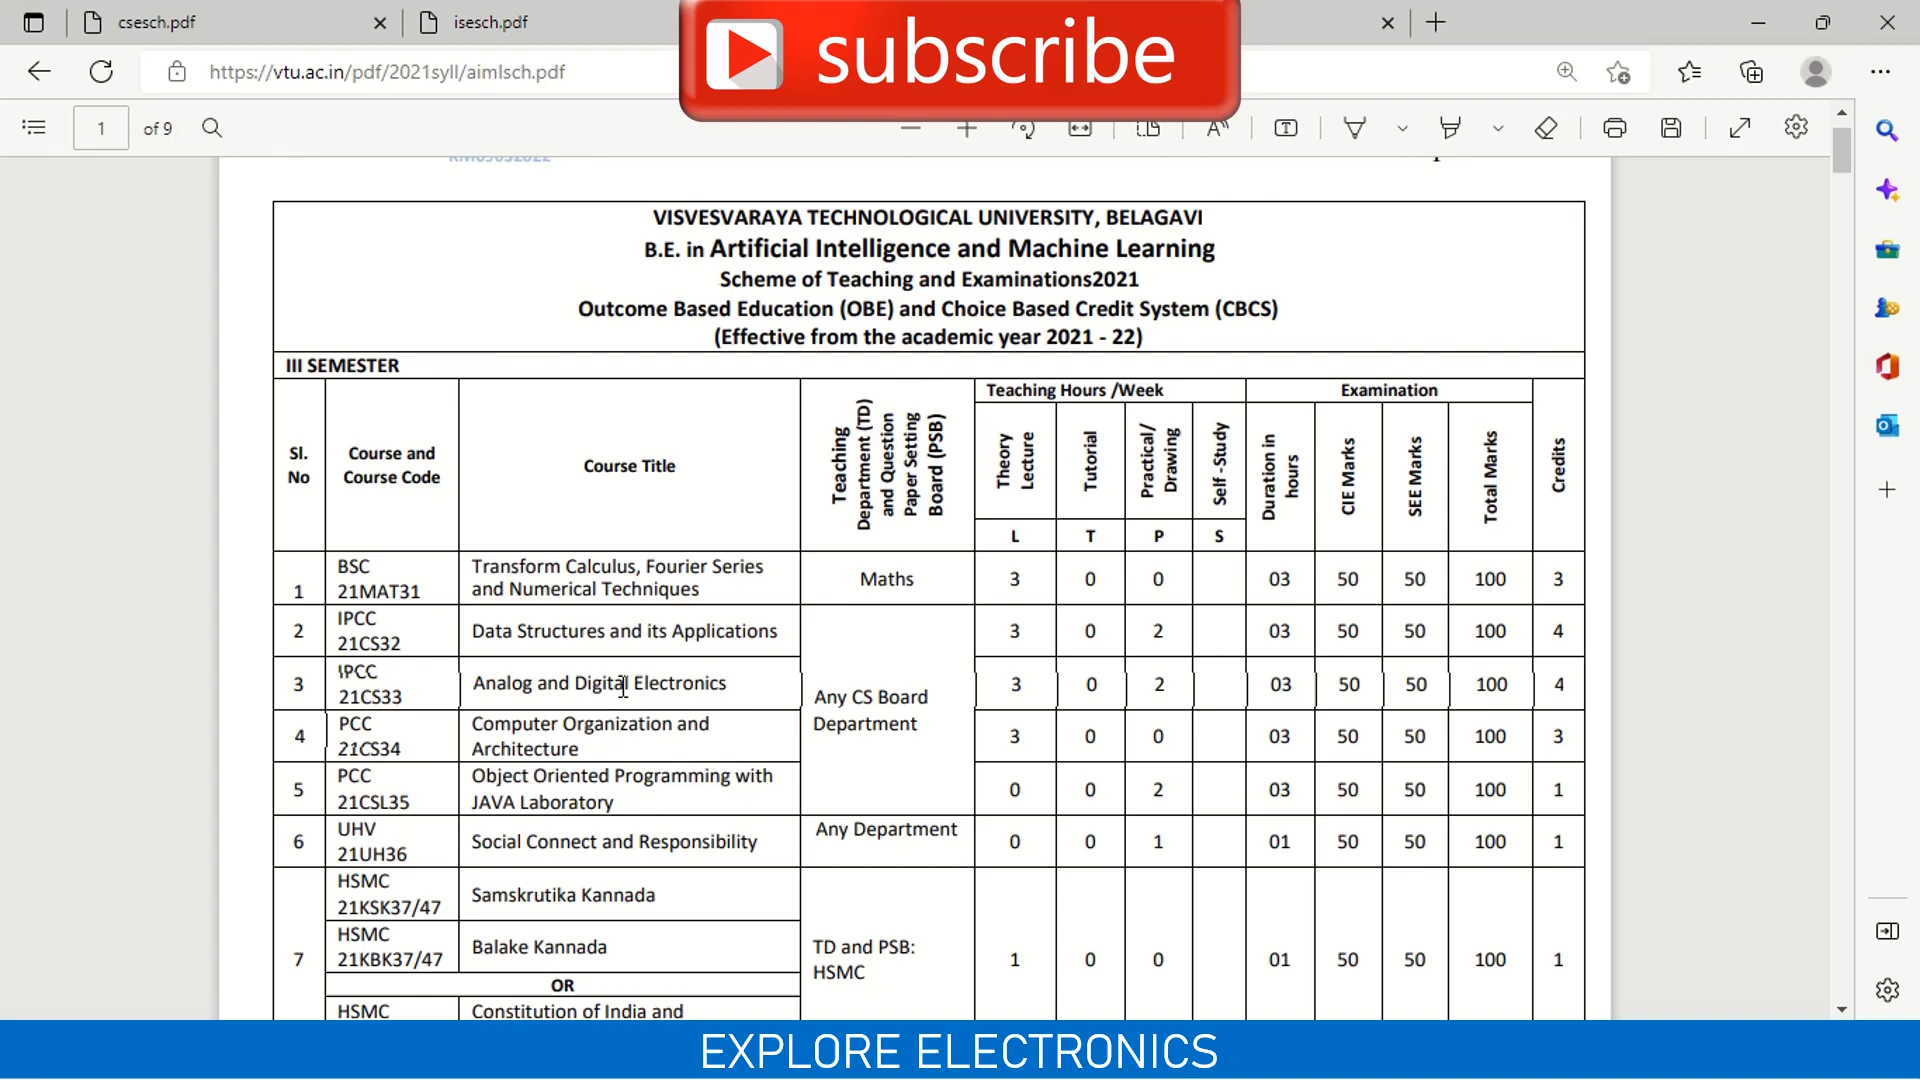 csesch.pdf
isesch.pdf
subscribe
https://vtu.ac.in/pdf/2021syll/aimlsch.pdf
1 of 9
VISVESVARAYA TECHNOLOGICAL UNIVERSITY, BELAGAVI
B.E. in Artificial Intelligence and Machine Learning
Scheme of Teaching and Examinations2021
Outcome Based Education (OBE) and Choice Based Credit System (CBCS)
(Effective from the academic year 2021 - 22)
III SEMESTER
Sl. No
Course and Course Code
Course Title
Teaching Department (TD) and Question Paper Setting Board (PSB)
Teaching Hours /Week
Examination
Credits
Theory Lecture
Tutorial
Practical/ Drawing
Self -Study
Duration in hours
CIE Marks
SEE Marks
Total Marks
L T P S
1 BSC 21MAT31 Transform Calculus, Fourier Series and Numerical Techniques Maths 3 0 0 03 50 50 100 3
2 IPCC 21CS32 Data Structures and its Applications 3 0 2 03 50 50 100 4
3 IPCC 21CS33 Analog and Digital Electronics 3 0 2 03 50 50 100 4
Any CS Board Department
4 PCC 21CS34 Computer Organization and Architecture 3 0 0 03 50 50 100 3
5 PCC 21CSL35 Object Oriented Programming with JAVA Laboratory 0 0 2 03 50 50 100 1
6 UHV 21UH36 Social Connect and Responsibility Any Department 0 0 1 01 50 50 100 1
7 HSMC 21KSK37/47 Samskrutika Kannada
HSMC 21KBK37/47 Balake Kannada
TD and PSB: HSMC 1 0 0 01 50 50 100 1
OR
HSMC Constitution of India and
EXPLORE ELECTRONICS